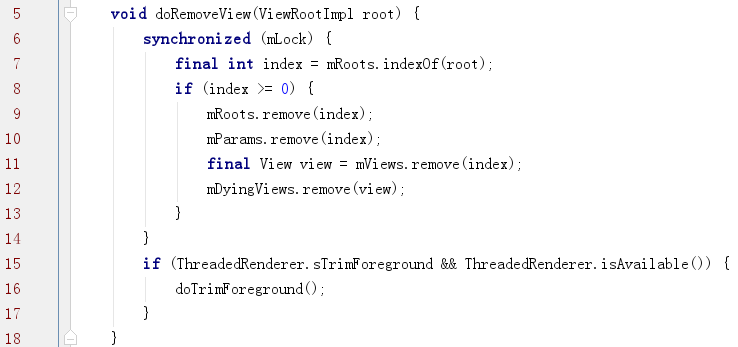 5 void doRemoveView(ViewRootImpl root) {
6 synchronized (mLock) {
7 final int index = mRoots.indexOf(root);
8 if (index >= 0) {
9 mRoots.remove(index);
10 mParams.remove(index);
11 final View view = mViews.remove(index);
12 mDyingViews.remove(view);
13 }
14 }
15 if (ThreadedRenderer.sTrimForeground && ThreadedRenderer.isAvailable()) {
16 doTrimForeground();
17 }
18 }